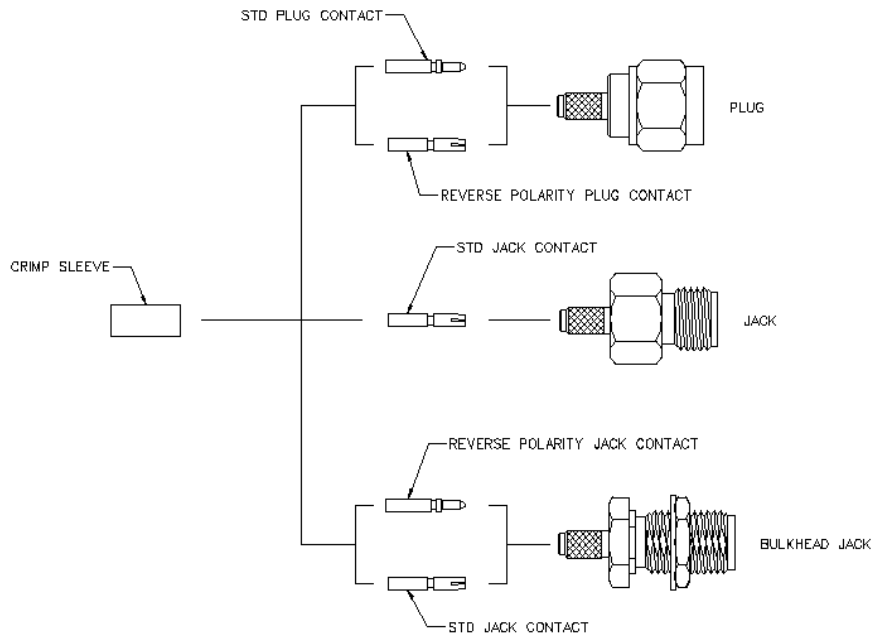 STD PLUG CONTACT
PLUG
REVERSE POLARITY PLUG CONTACT
STD JACK CONTACT
CRIMP SLEEVE
JACK
REVERSE POLARITY JACK CONTACT
BULKHEAD JACK
STD JACK CONTACT